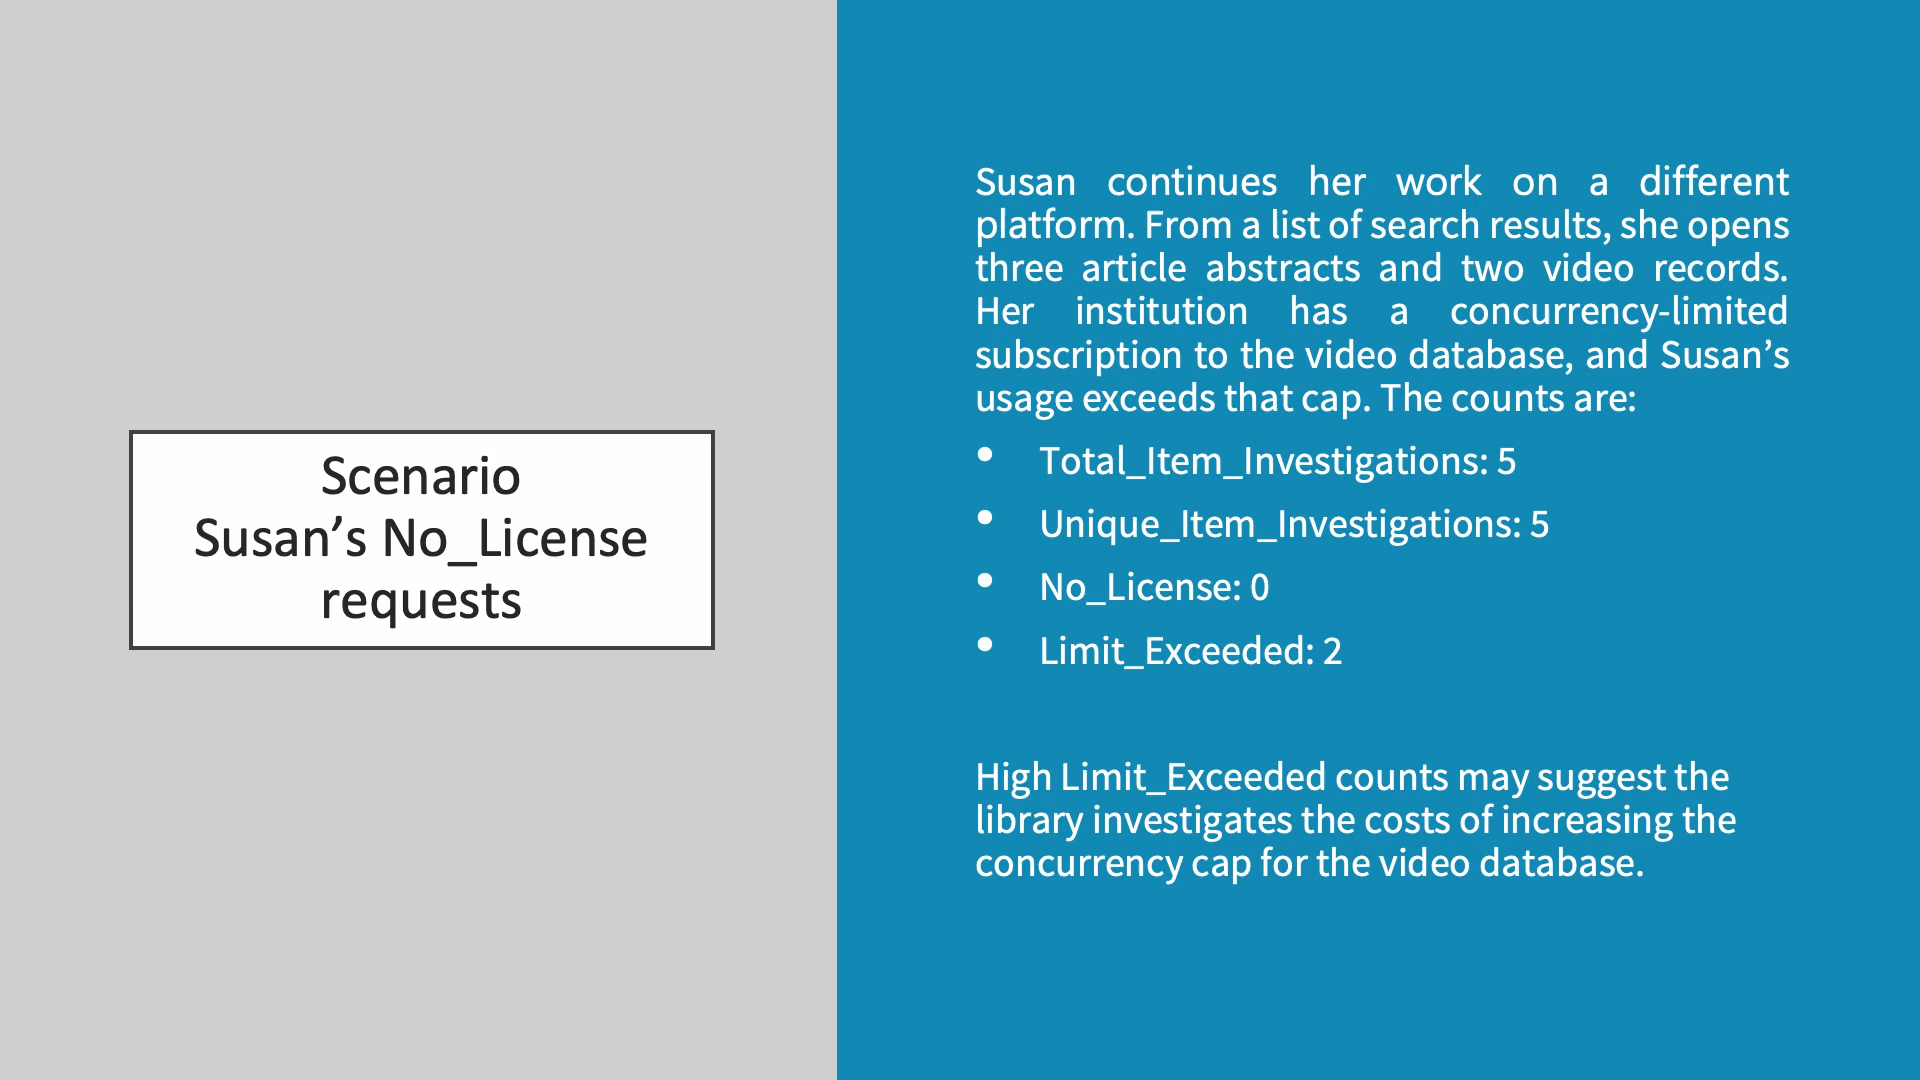 Scenario
Susan’s No_License
requests
Susan continues her work on a different
platform. From a list of search results, she opens
three article abstracts and two video records.
Her institution has a concurrency-limited
subscription to the video database, and Susan’s
usage exceeds that cap. The counts are:
• Total_Item_Investigations: 5
• Unique_Item_Investigations: 5
• No_License: 0
• Limit_Exceeded: 2
High Limit_Exceeded counts may suggest the
library investigates the costs of increasing the
concurrency cap for the video database.